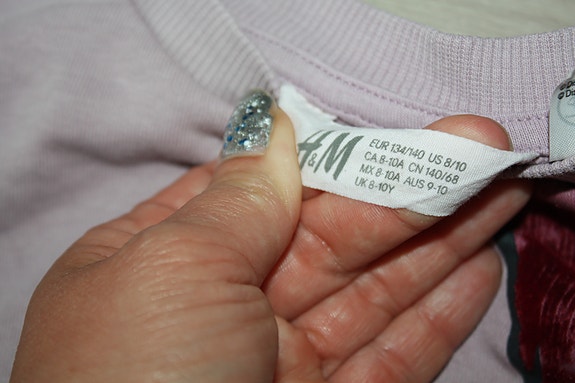 H&M
EUR 134/140 US 8/10
CA 8-10A CN 140/68
MX 8-10A AUS 9-10
UK 8-10Y